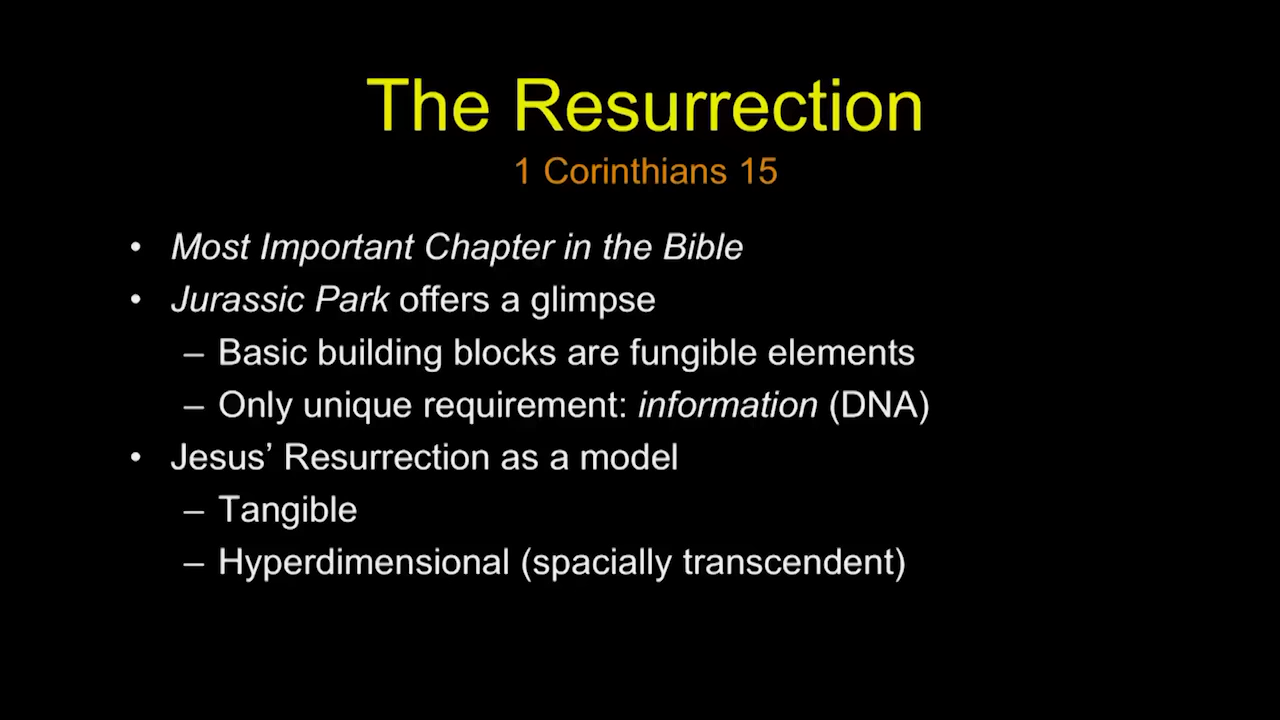 The Resurrection
1 Corinthians 15
• Most Important Chapter in the Bible
• Jurassic Park offers a glimpse
– Basic building blocks are fungible elements
– Only unique requirement: information (DNA)
• Jesus’ Resurrection as a model
– Tangible
– Hyperdimensional (spacially transcendent)